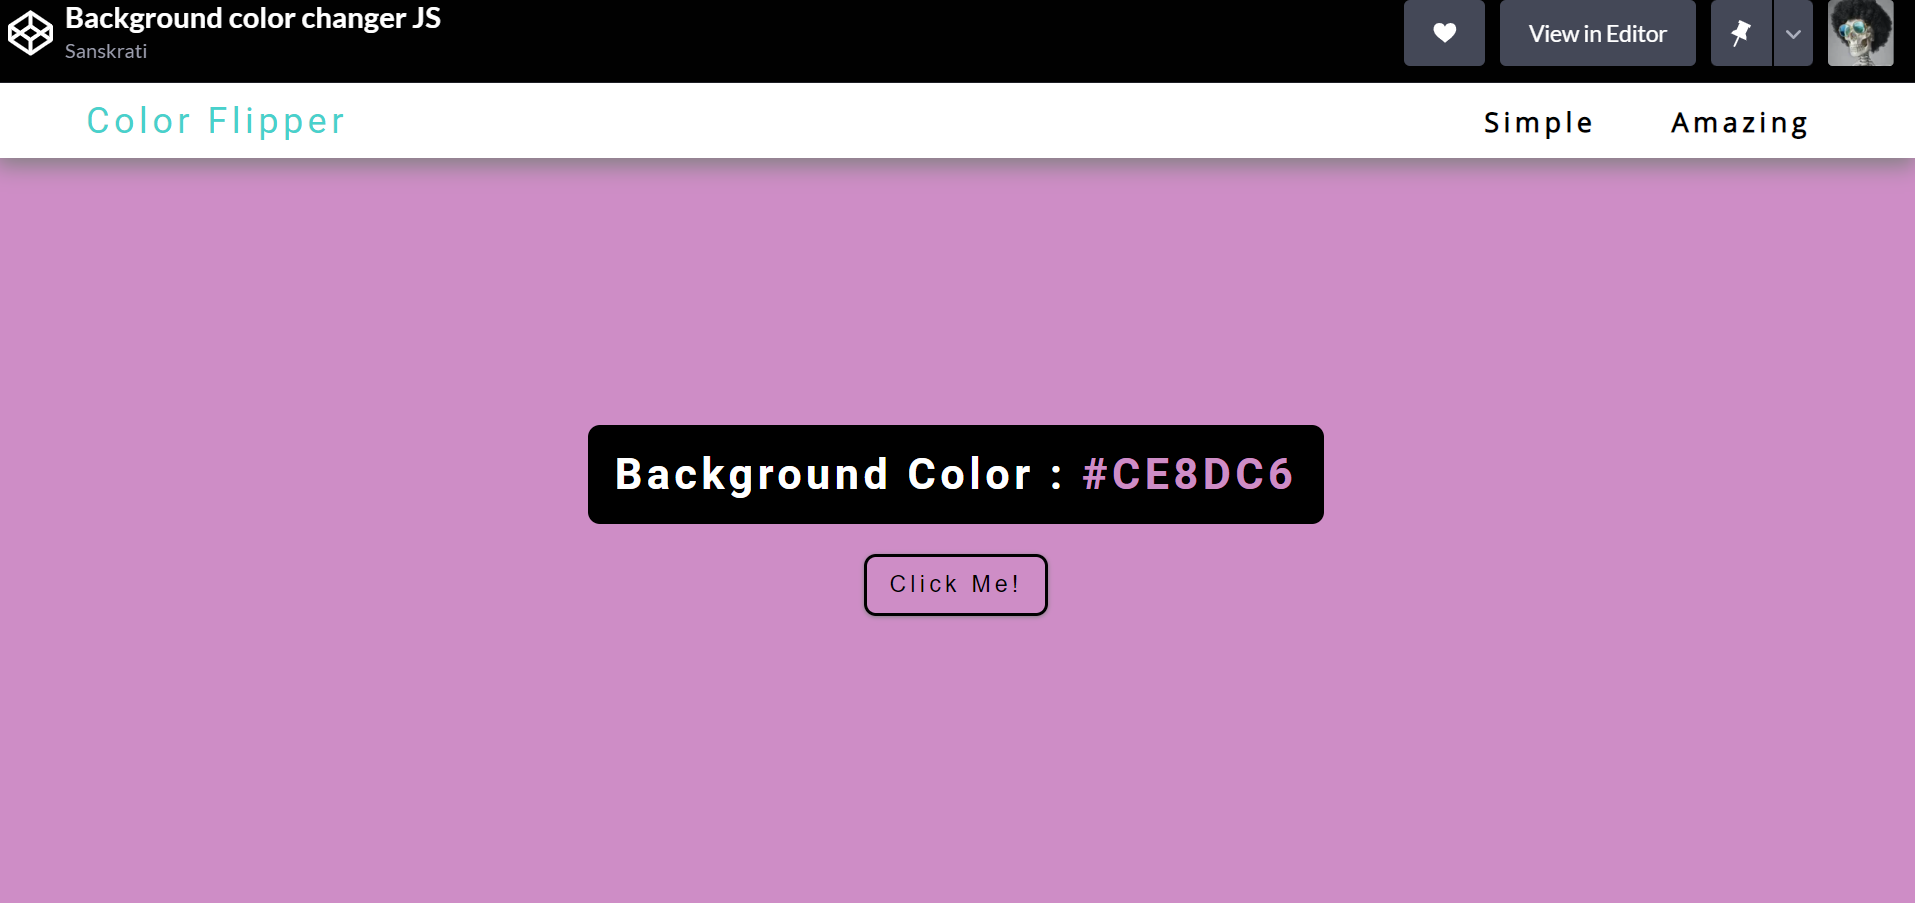 Background color changer JS
Sanskrati
View in Editor
Color Flipper
Simple
Amazing
Background Color : #CE8DC6
Click Me!